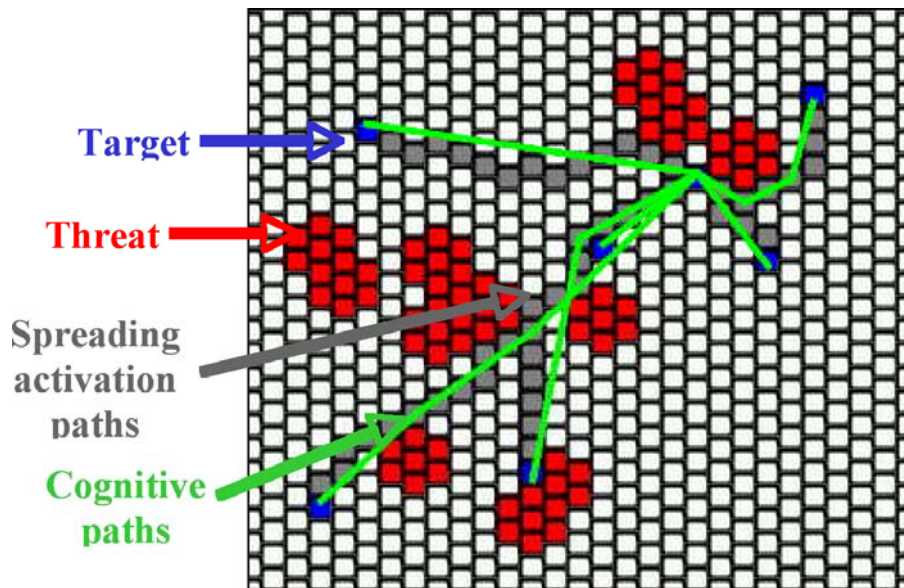 Target
Threat
Spreading
activation
paths
Cognitive
paths